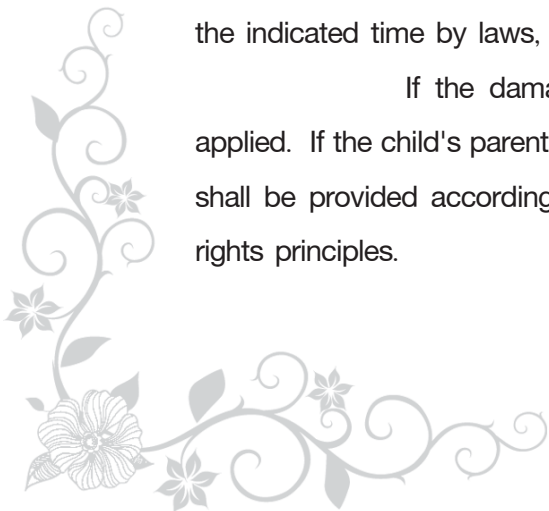 the indicated time by laws,
If the dama
applied. If the child's parent
shall be provided according
rights principles.